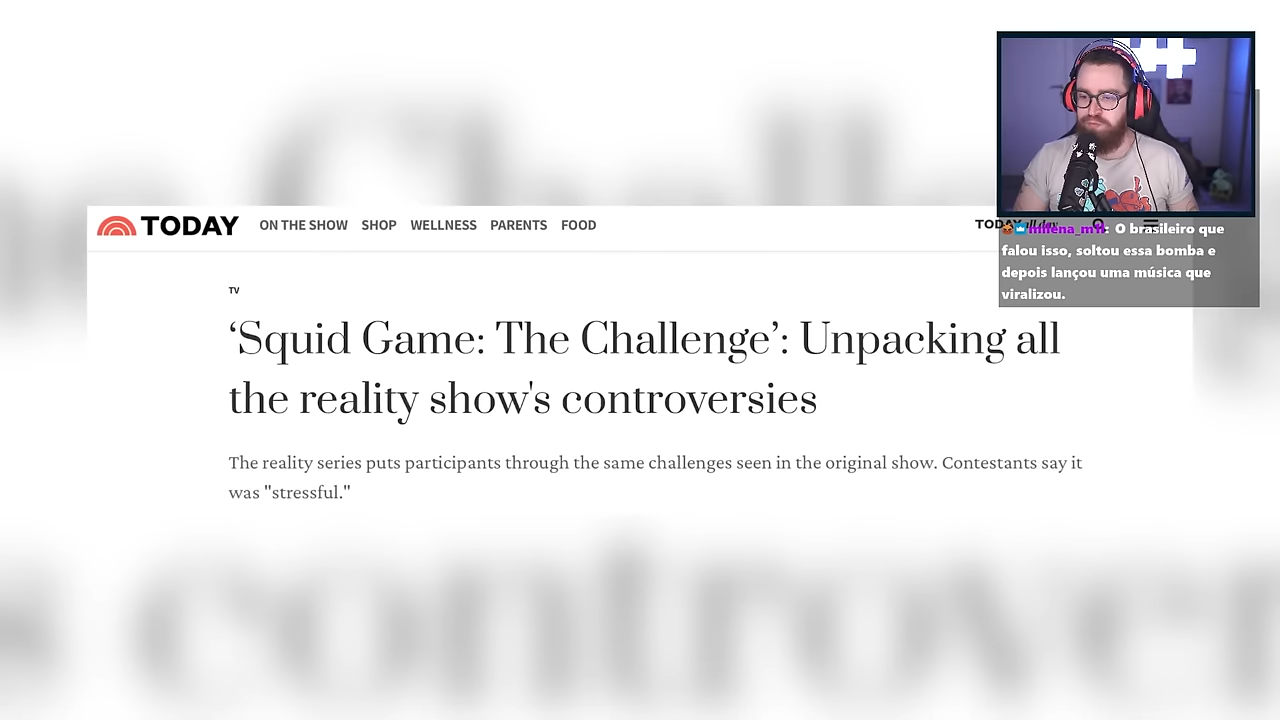 TODAY ON THE SHOW SHOP WELLNESS PARENTS FOOD
TV
‘Squid Game: The Challenge’: Unpacking all
the reality show's controversies
The reality series puts participants through the same challenges seen in the original show. Contestants say it
was "stressful."
O brasileiro que
falou isso, soltou essa bomba e
depois lançou uma música que
viralizou.